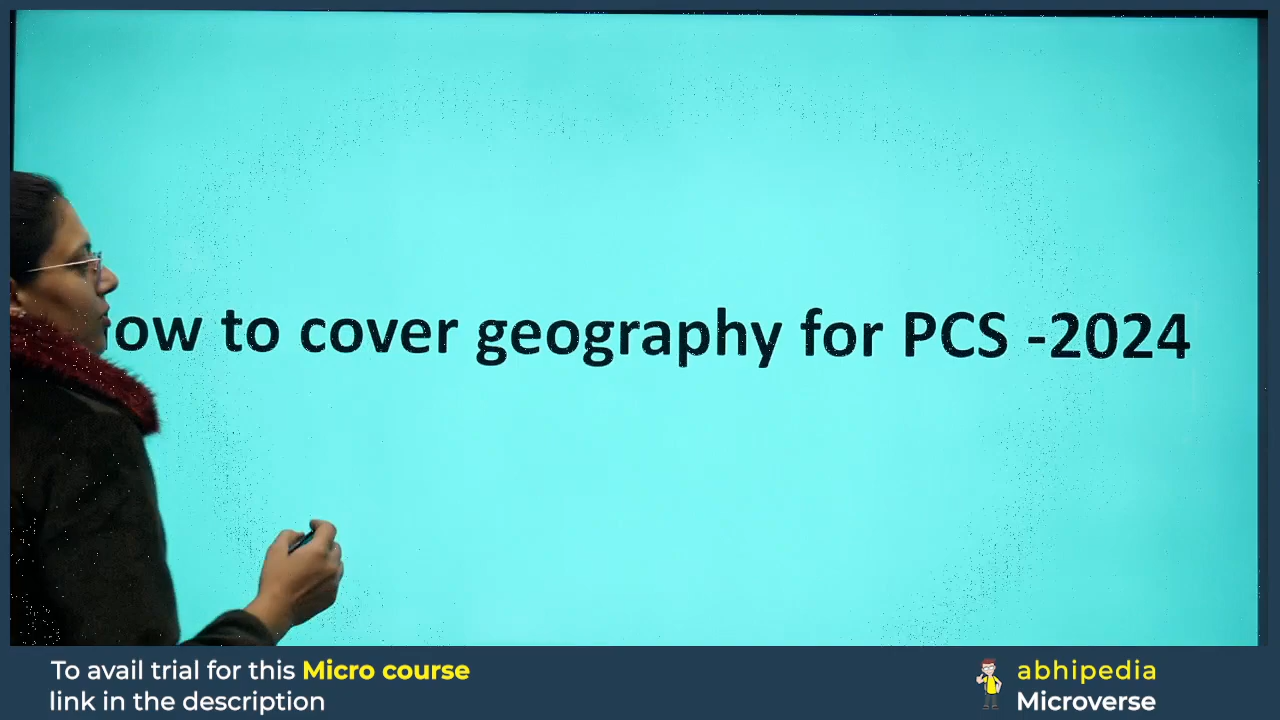 ow to cover geography for PCS -2024
To avail trial for this Micro course
link in the description
abhipedia
Microverse